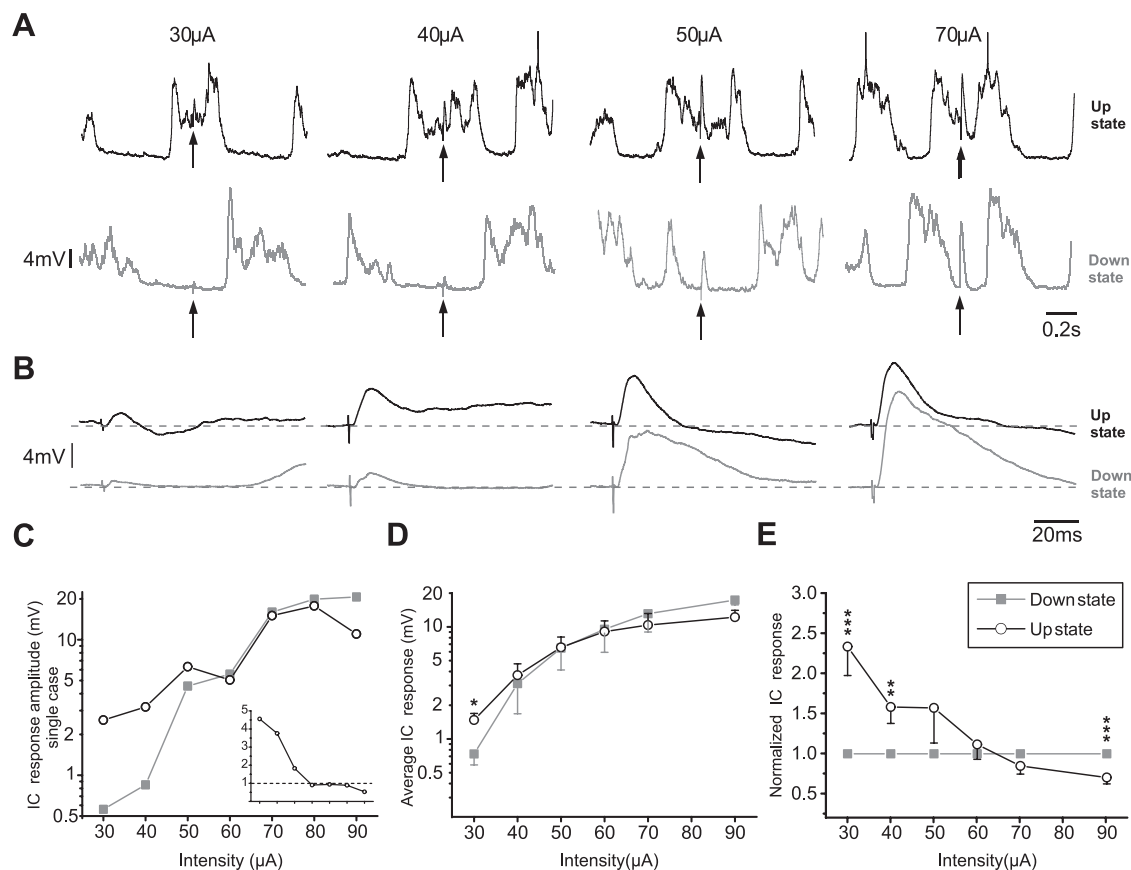 A
30µA 40µA 50µA 70µA
Up
state
4mV
Down
state
0.2s
B
Up
state
4mV
Down
state
20ms
C
IC response amplitude (mV)
single case
20
10
5
2
1
0.5
30 40 50 60 70 80 90
Intensity (µA)
5
4
3
2
1
D
Average IC response (mV)
20
10
5
2
1
0.5
*
30 40 50 60 70 80 90
Intensity(µA)
E
Normalized IC response
3.0
2.5
2.0
1.5
1.0
0.5
***
**
***
Down state
Up state
30 40 50 60 70 80 90
Intensity(µA)